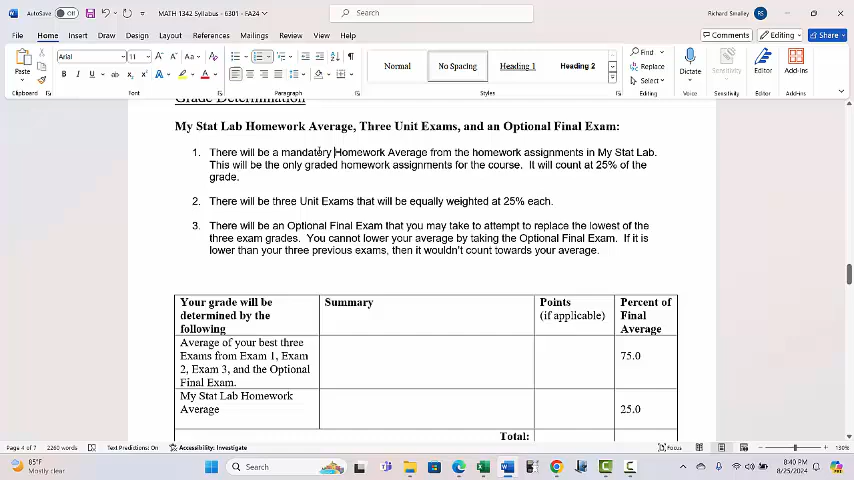 AutoSave Off MATH 1342 Syllabus - 6301 - FA24 Search Richard Smalley RS
File Home Insert Draw Design Layout References Mailings Review View Help Comments Editing Share
Paste Arial 11 Normal No Spacing Heading 1 Heading 2 Find Replace Select Dictate Sensitivity Editor Add-ins
Clipboard Font Paragraph Styles Editing Voice Sensitivity Editor Add-ins
Grade Determination
My Stat Lab Homework Average, Three Unit Exams, and an Optional Final Exam:
1. There will be a mandatory Homework Average from the homework assignments in My Stat Lab.
This will be the only graded homework assignments for the course. It will count at 25% of the
grade.
2. There will be three Unit Exams that will be equally weighted at 25% each.
3. There will be an Optional Final Exam that you may take to attempt to replace the lowest of the
three exam grades. You cannot lower your average by taking the Optional Final Exam. If it is
lower than your three previous exams, then it wouldn't count towards your average.
Your grade will be
determined by the
following
Summary
Points
(if applicable)
Percent of
Final
Average
Average of your best three
Exams from Exam 1, Exam
2, Exam 3, and the Optional
Final Exam.
75.0
My Stat Lab Homework
Average
25.0
Total:
Page 4 of 7 2260 words Text Predictions: On Accessibility: Investigate Focus 130%
85°F
Mostly clear
Search
8:40 PM
8/25/2024